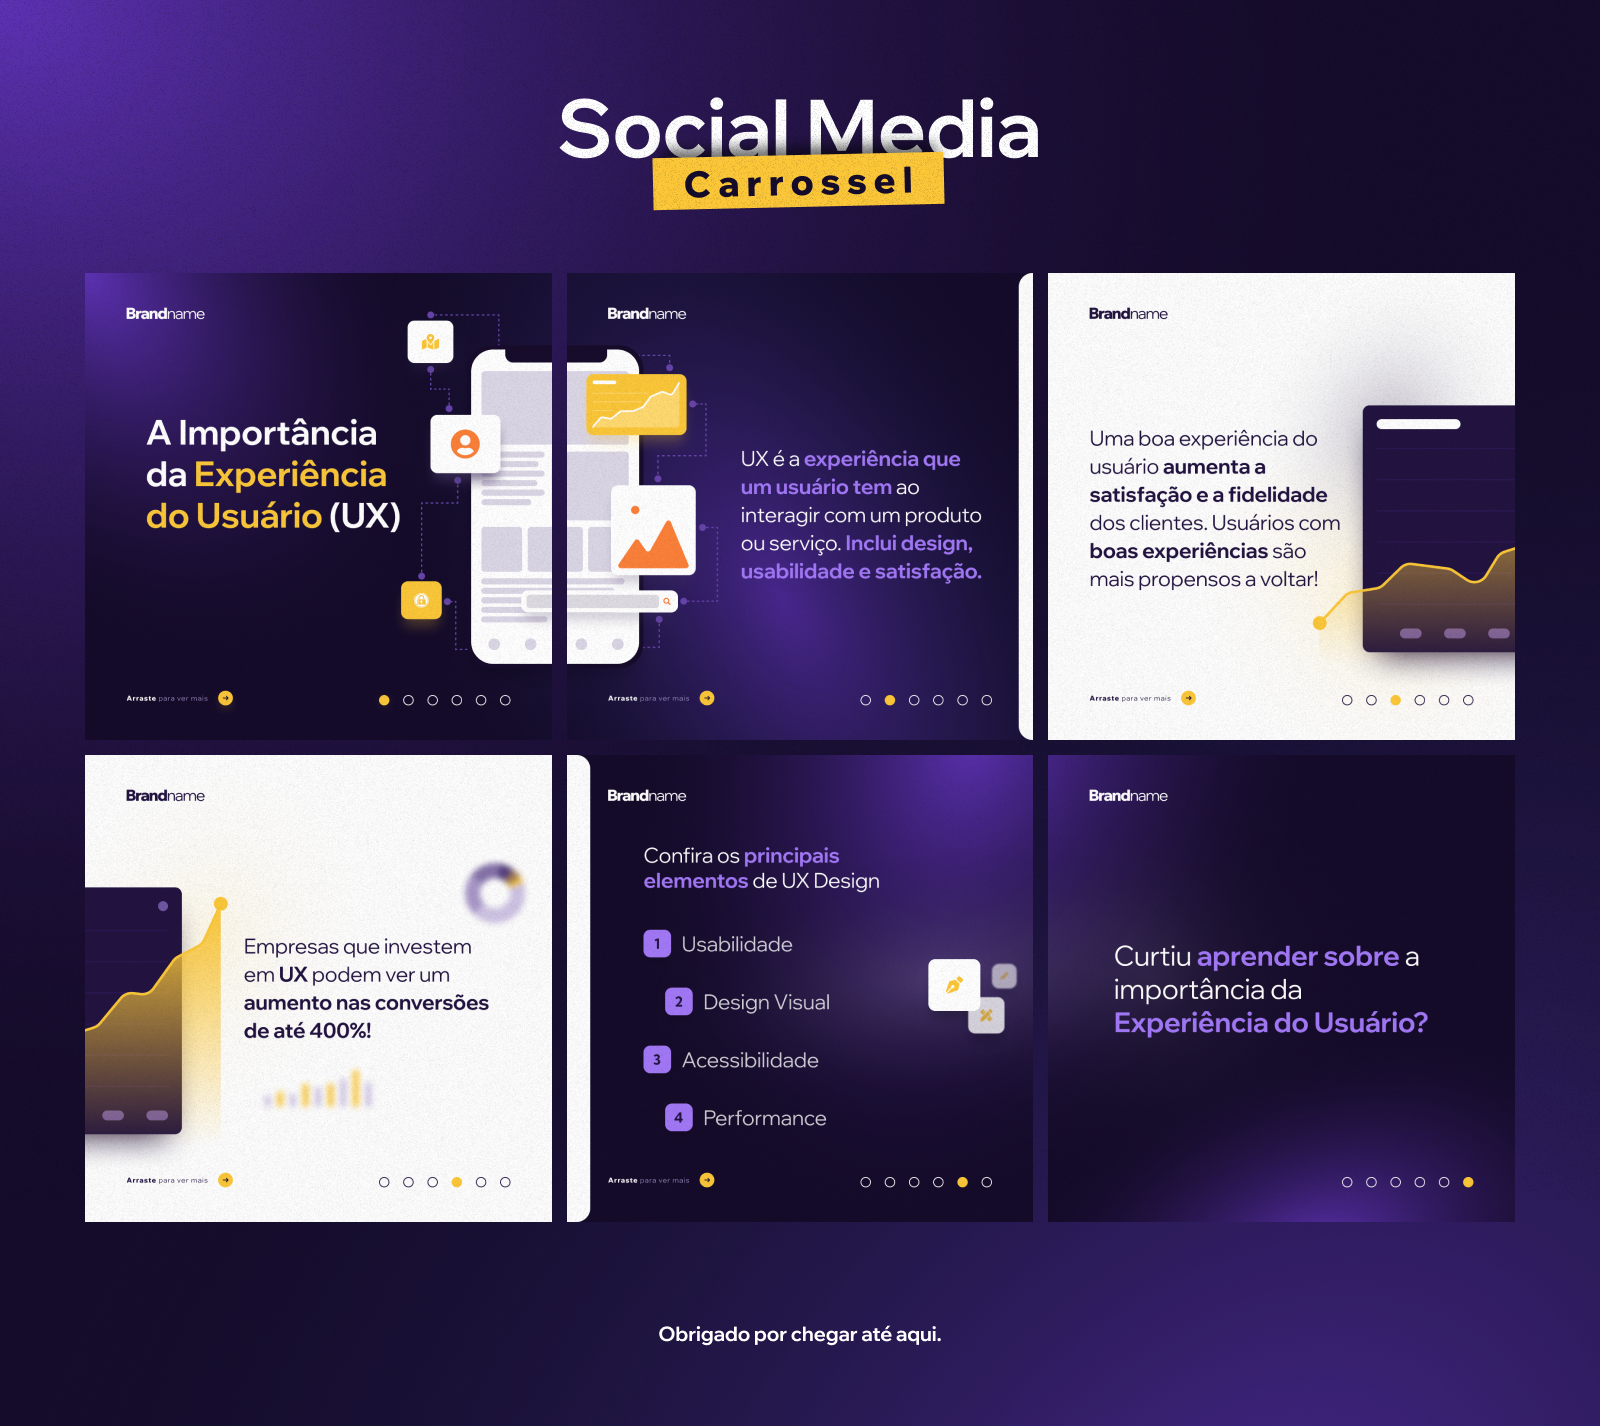 Social Media
Carrossel
Brandname
A Importância
da Experiência
do Usuário (UX)
Arraste para ver mais
Brandname
UX é a experiência que
um usuário tem ao
interagir com um produto
ou serviço. Inclui design,
usabilidade e satisfação.
Arraste para ver mais
Brandname
Uma boa experiência do
usuário aumenta a
satisfação e a fidelidade
dos clientes. Usuários com
boas experiências são
mais propensos a voltar!
Arraste para ver mais
Brandname
Empresas que investem
em UX podem ver um
aumento nas conversões
de até 400%!
Arraste para ver mais
Brandname
Confira os principais
elementos de UX Design
1 Usabilidade
2 Design Visual
3 Acessibilidade
4 Performance
Arraste para ver mais
Brandname
Curtiu aprender sobre a
importância da
Experiência do Usuário?
Obrigado por chegar até aqui.